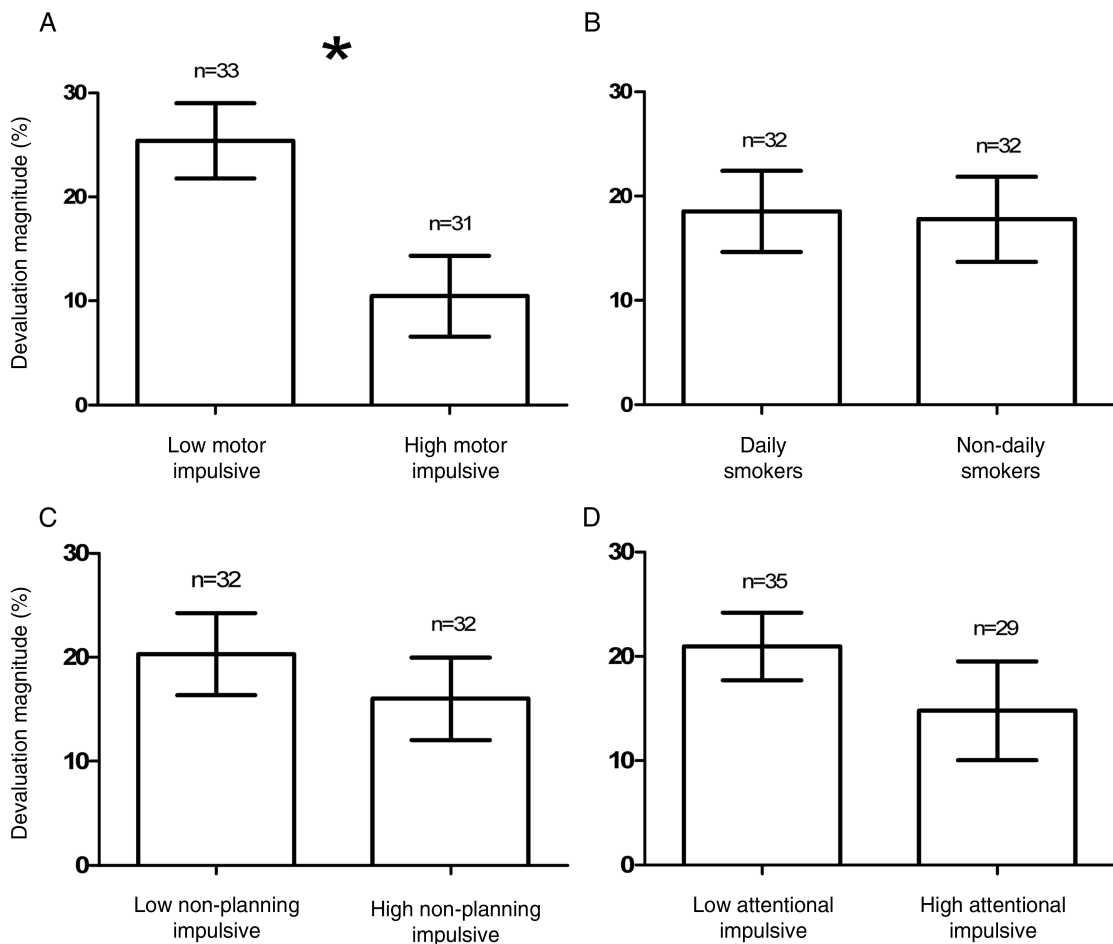 A
*
n=33
n=31
30
20
10
0
Devaluation magnitude (%)
Low motor
impulsive
High motor
impulsive
B
n=32
n=32
30
20
10
0
Daily
smokers
Non-daily
smokers
C
n=32
n=32
30
20
10
0
Devaluation magnitude (%)
Low non-planning
impulsive
High non-planning
impulsive
D
n=35
n=29
30
20
10
0
Low attentional
impulsive
High attentional
impulsive